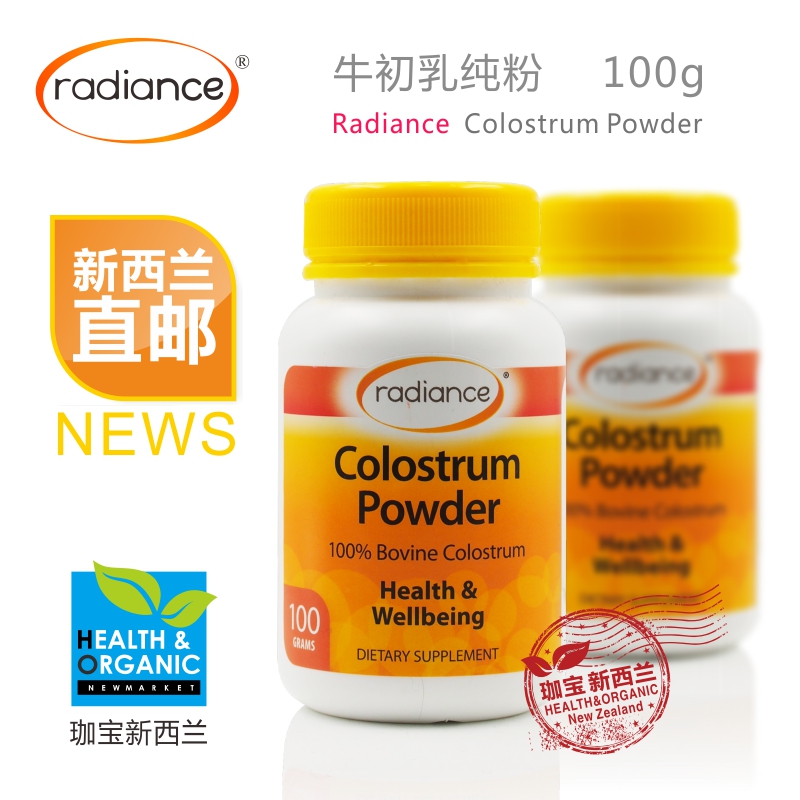 radiance®
牛初乳纯粉 100g
Radiance Colostrum Powder
新西兰
直邮
NEWS
HEALTH &
ORGANIC
NEWMARKET
珈宝新西兰
radiance®
Colostrum
Powder
100% Bovine Colostrum
Health &
Wellbeing
100
GRAMS
DIETARY SUPPLEMENT
radiance
Colostrum
Powder
Bovine Colostrum
Health &
Wellbeing
珈宝新西兰
HEALTH&ORGANIC
New Zealand